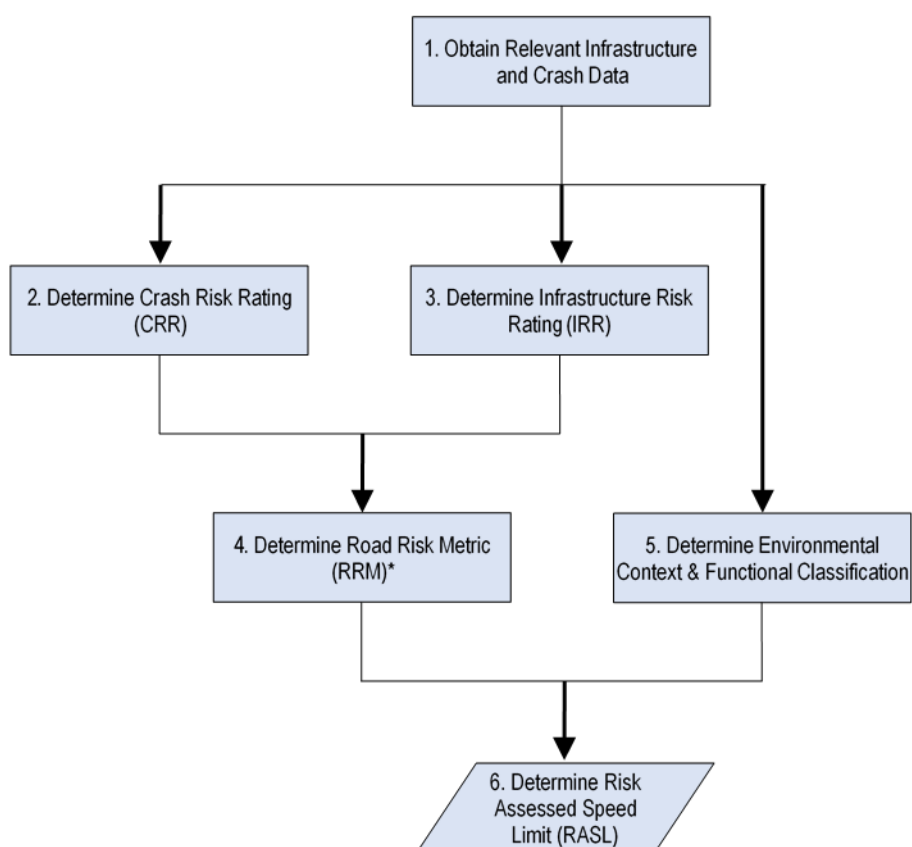 1. Obtain Relevant Infrastructure
and Crash Data
2. Determine Crash Risk Rating
(CRR)
3. Determine Infrastructure Risk
Rating (IRR)
4. Determine Road Risk Metric
(RRM)*
5. Determine Environmental
Context & Functional Classification
6. Determine Risk
Assessed Speed
Limit (RASL)